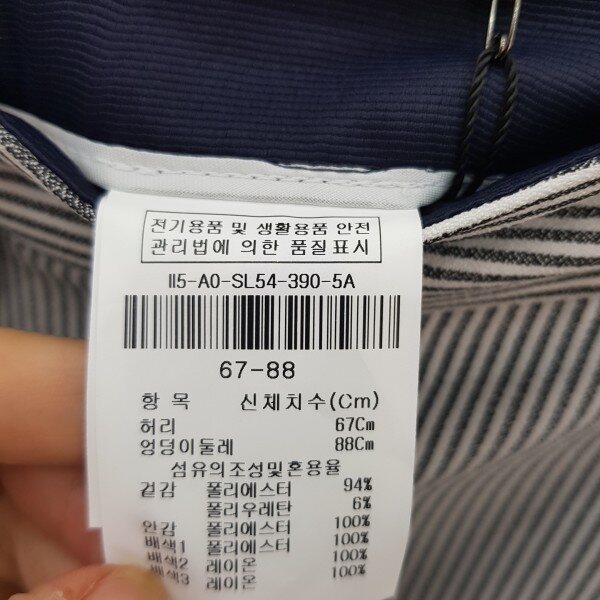 전기용품 및 생활용품 안전
관리법에 의한 품질표시
II5-A0-SL54-390-5A
67-88
항 목 신체치수(Cm)
허리 67Cm
엉덩이둘레 88Cm
섬유의조성및혼용율
겉감 폴리에스터 94%
폴리우레탄 6%
안감 폴리에스터 100%
배색1 폴리에스터 100%
배색2 레이온 100%
배색3 레이온 100%